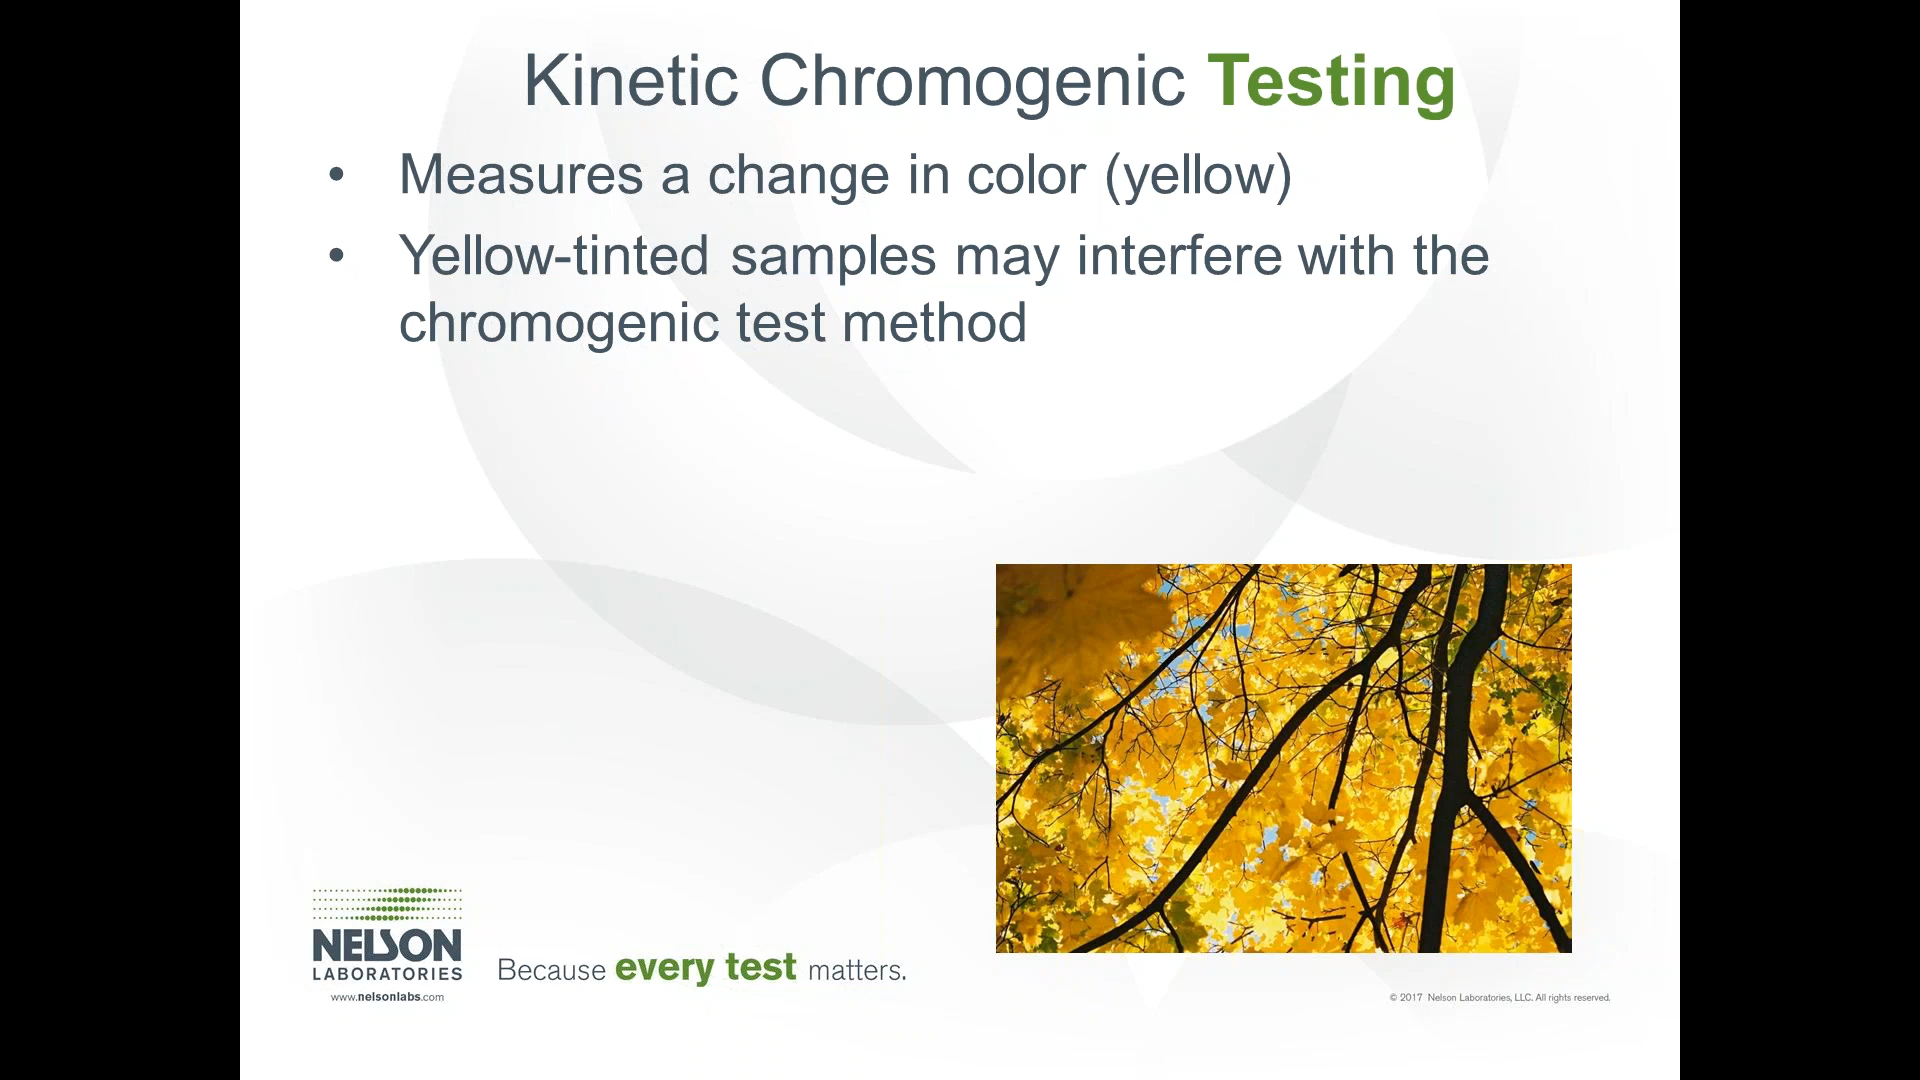 Kinetic Chromogenic Testing
• Measures a change in color (yellow)
• Yellow-tinted samples may interfere with the
chromogenic test method
NELSON
LABORATORIES
www.nelsonlabs.com
Because every test matters.
© 2017 Nelson Laboratories, LLC. All rights reserved.